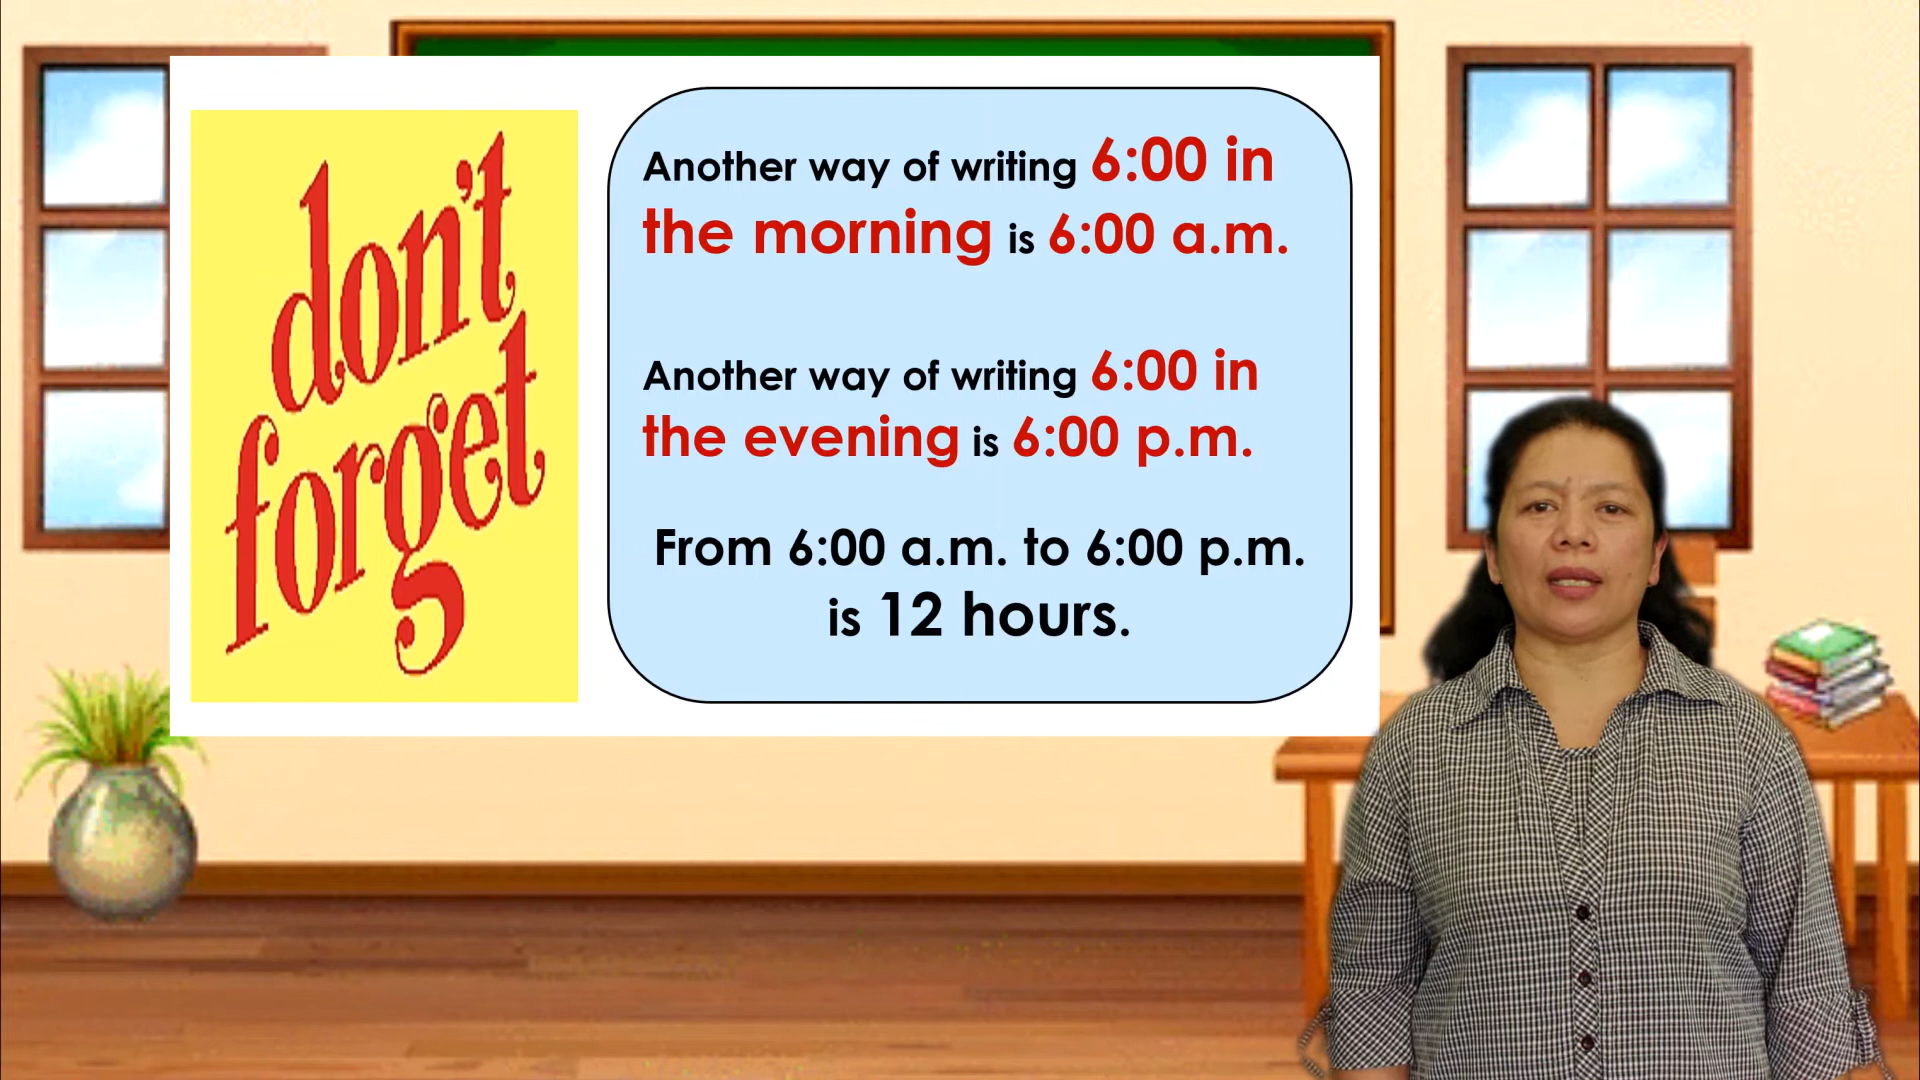 don't
forget
Another way of writing 6:00 in
the morning is 6:00 a.m.
Another way of writing 6:00 in
the evening is 6:00 p.m.
From 6:00 a.m. to 6:00 p.m.
is 12 hours.